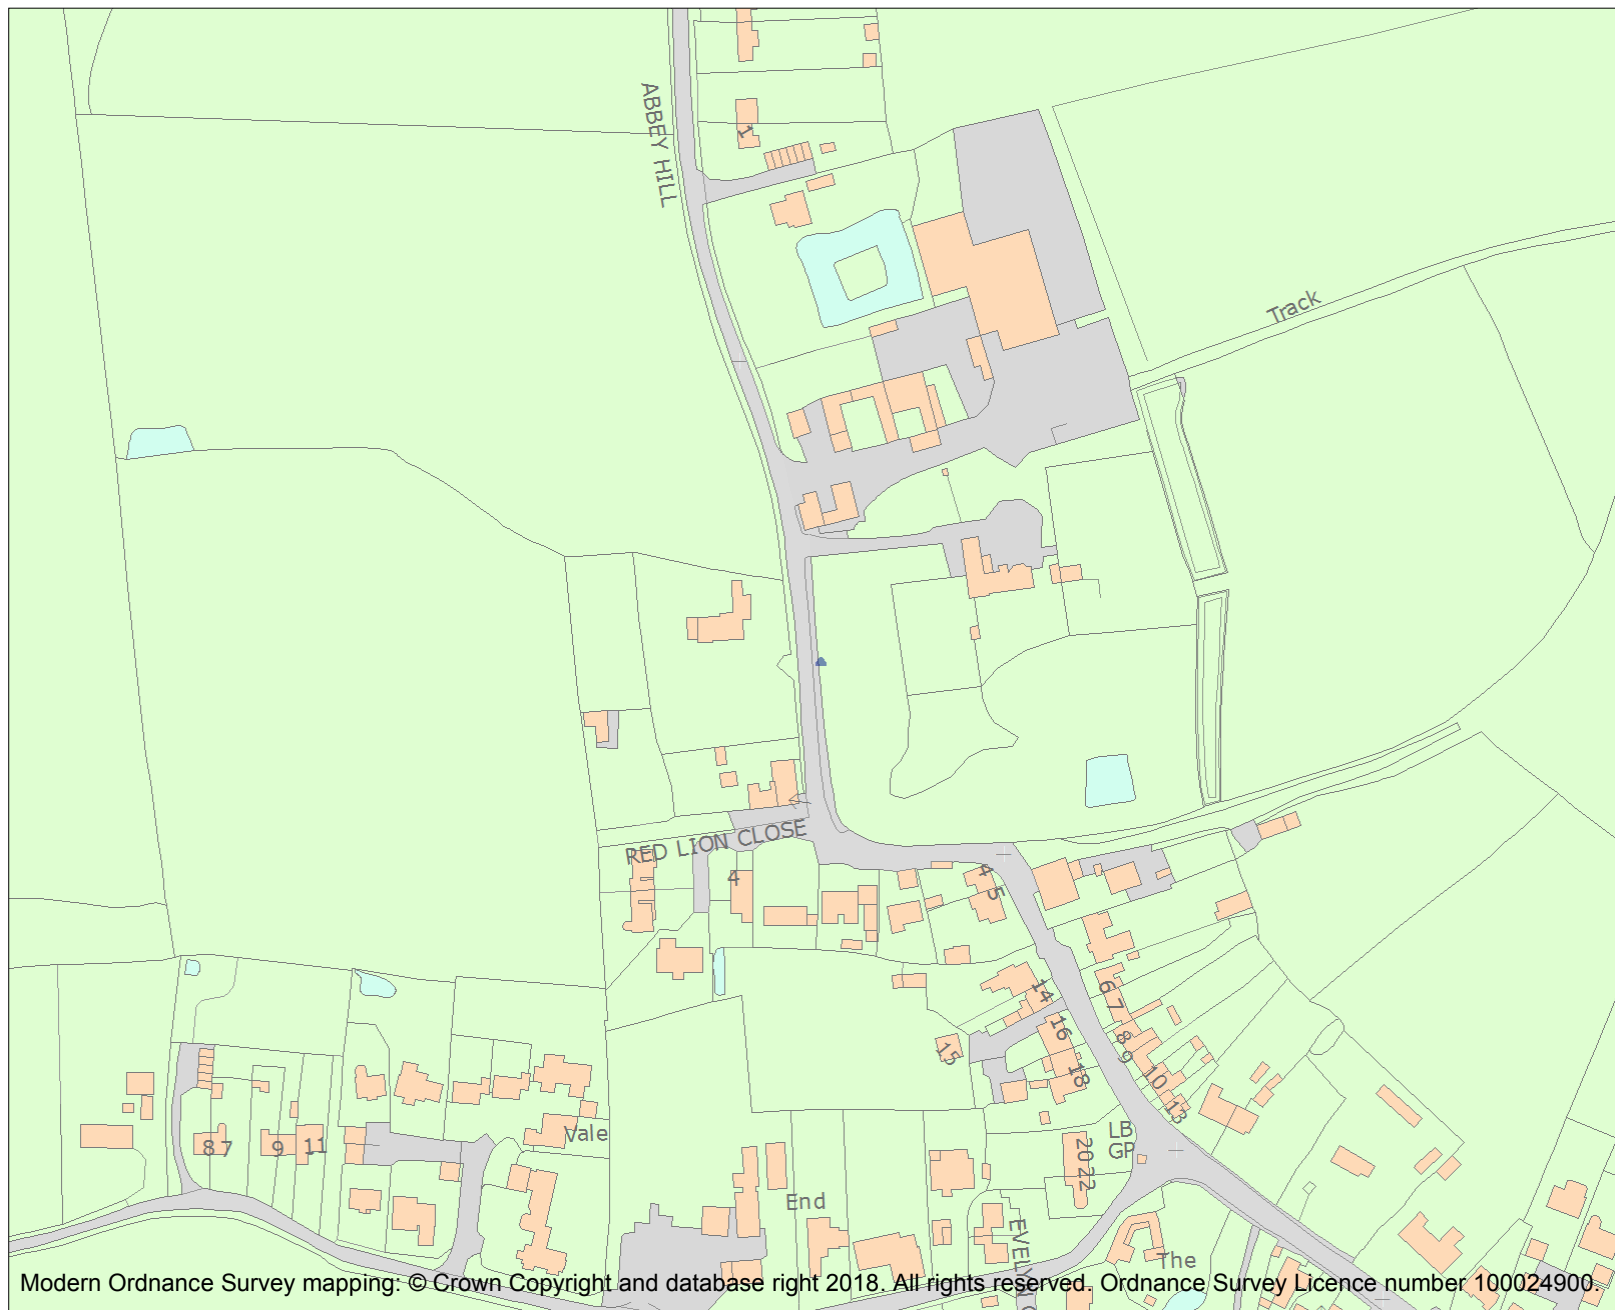 ABBEY HILL
1
Track
RED LION CLOSE
4
4
5
14
6
7
16
8
9
15
18
10
13
8
7
9
11
Vale
LB
GP
20
22
End
The
Modern Ordnance Survey mapping: © Crown Copyright and database right 2018. All rights reserved. Ordnance Survey Licence number 100024900.